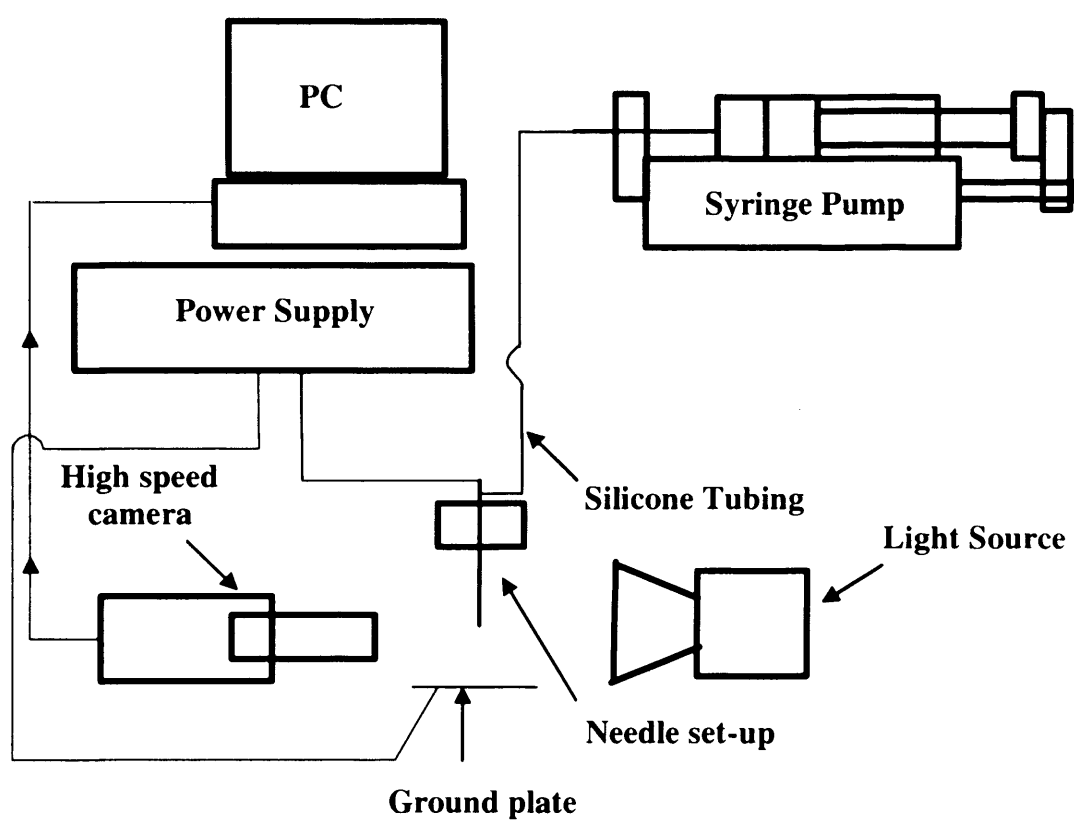 PC
Syringe Pump
Power Supply
High speed
camera
Silicone Tubing
Light Source
Needle set-up
Ground plate